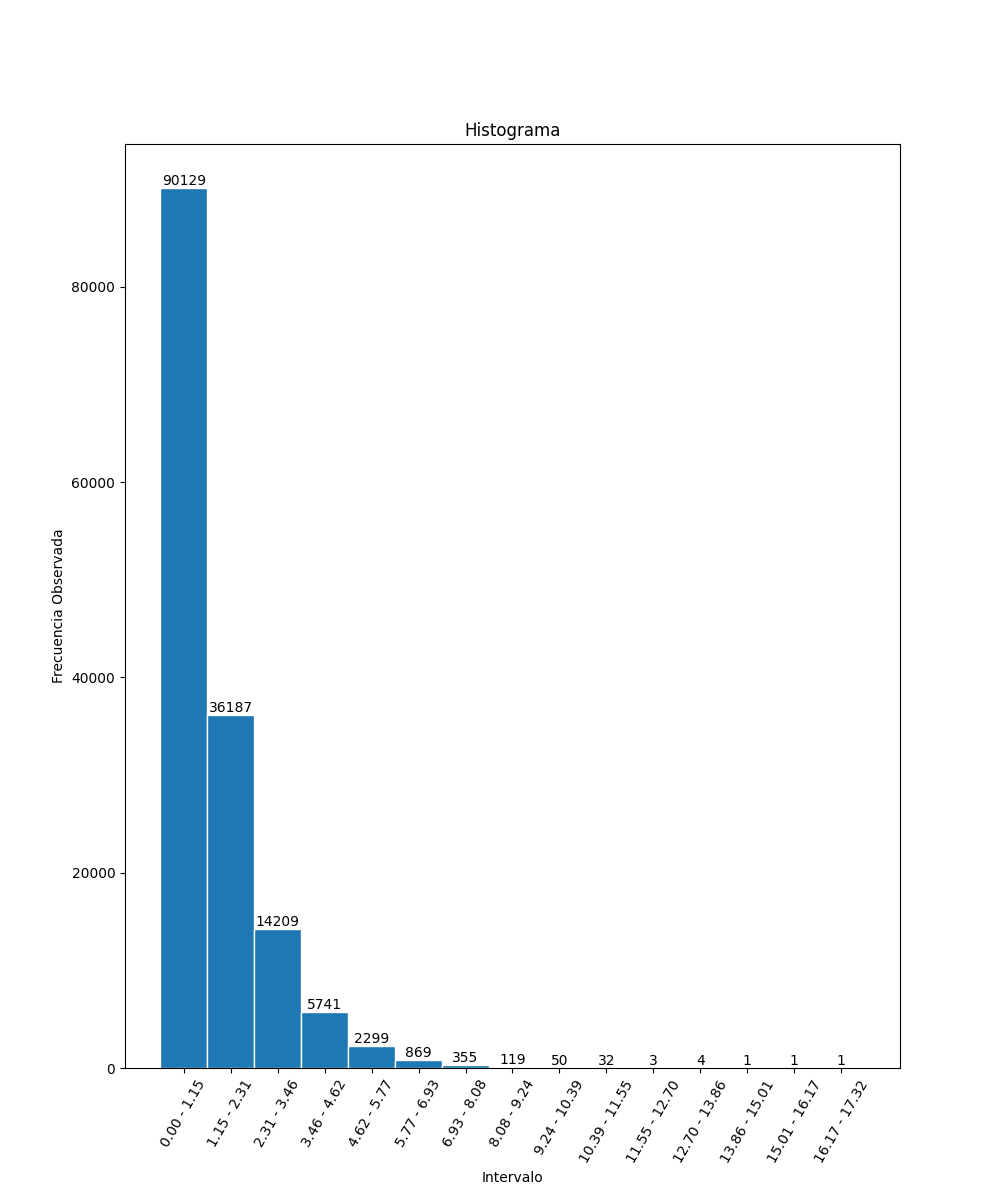 Histograma
90129
36187
14209
5741
2299
869
355
119
50
32
3
4
1
1
1
80000
60000
40000
20000
0
Frecuencia Observada
0.00 - 1.15
1.15 - 2.31
2.31 - 3.46
3.46 - 4.62
4.62 - 5.77
5.77 - 6.93
6.93 - 8.08
8.08 - 9.24
9.24 - 10.39
10.39 - 11.55
11.55 - 12.70
12.70 - 13.86
13.86 - 15.01
15.01 - 16.17
16.17 - 17.32
Intervalo